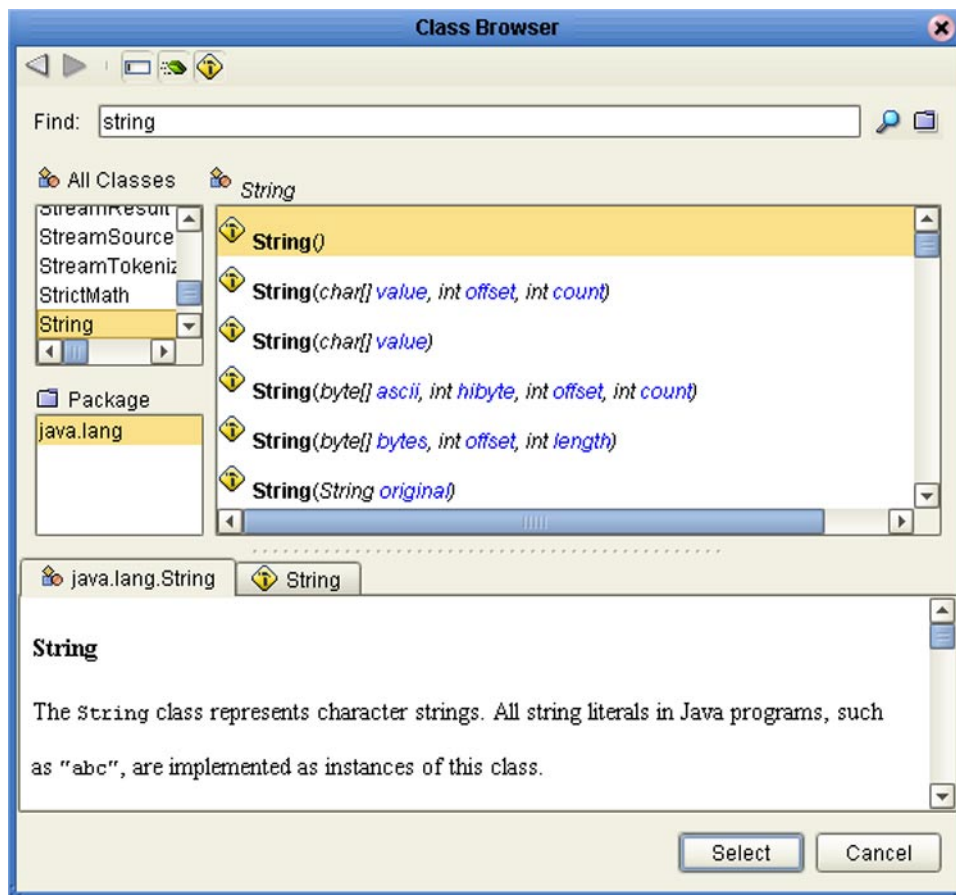 Class Browser
Find: string
All Classes
String
StreamResult
StreamSource
StreamTokeniz
StrictMath
String
Package
java.lang
String()
String(char[] value, int offset, int count)
String(char[] value)
String(byte[] ascii, int hibyte, int offset, int count)
String(byte[] bytes, int offset, int length)
String(String original)
java.lang.String
String
String
The String class represents character strings. All string literals in Java programs, such
as "abc", are implemented as instances of this class.
Select
Cancel